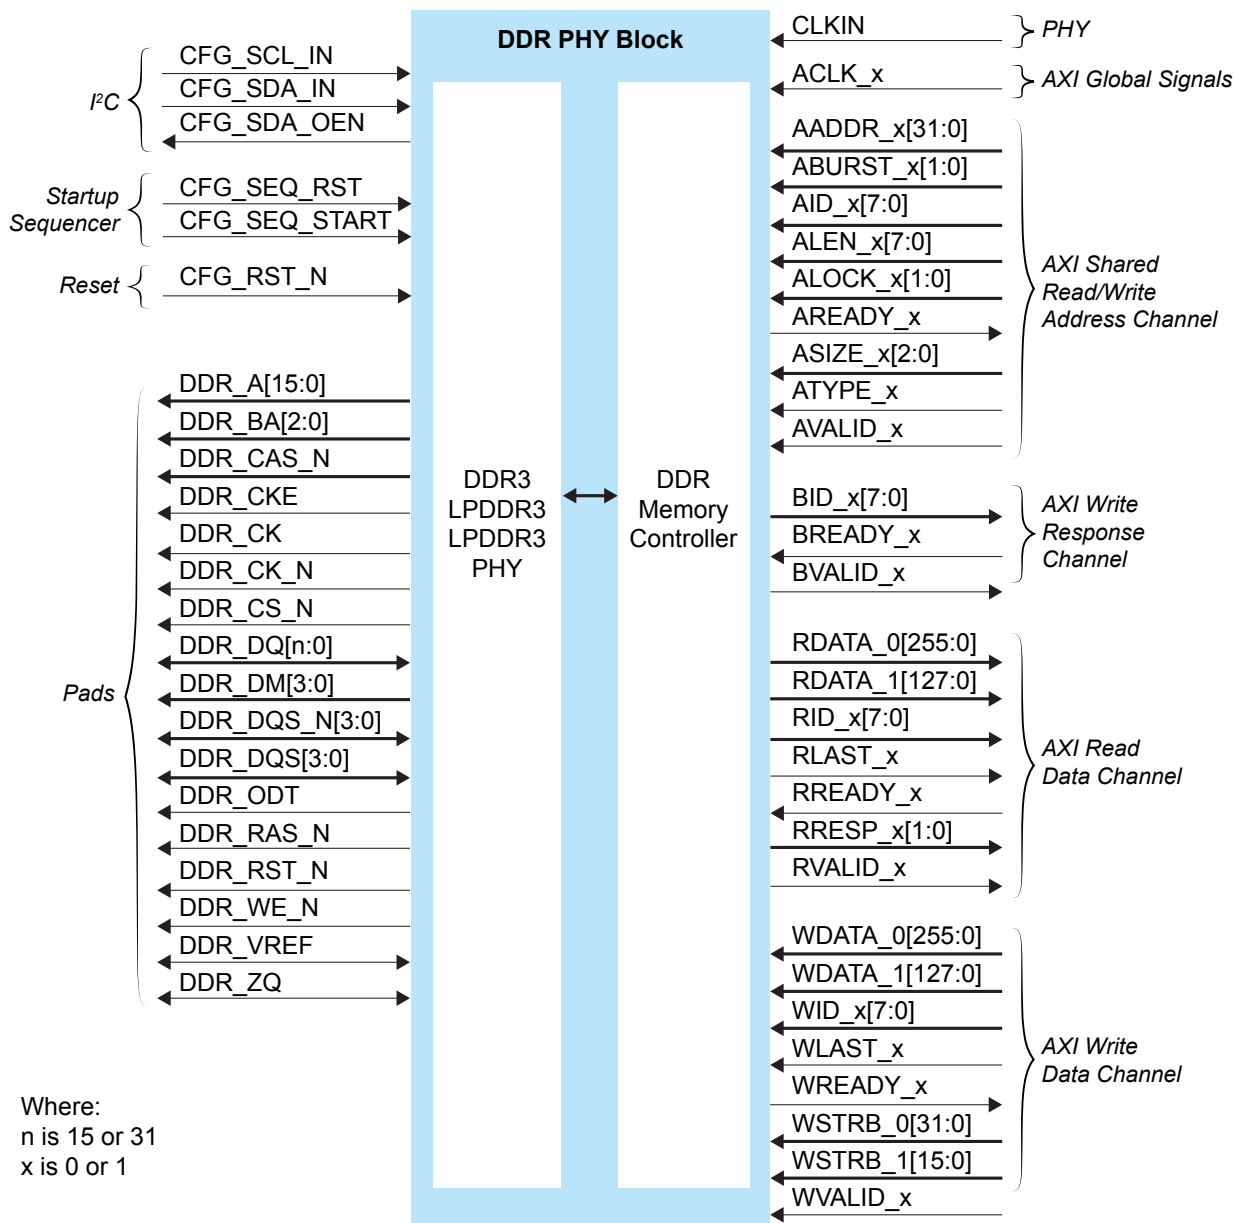 DDR PHY Block
I²C
CFG_SCL_IN
CFG_SDA_IN
CFG_SDA_OEN
Startup
Sequencer
CFG_SEQ_RST
CFG_SEQ_START
Reset
CFG_RST_N
Pads
DDR_A[15:0]
DDR_BA[2:0]
DDR_CAS_N
DDR_CKE
DDR_CK
DDR_CK_N
DDR_CS_N
DDR_DQ[n:0]
DDR_DM[3:0]
DDR_DQS_N[3:0]
DDR_DQS[3:0]
DDR_ODT
DDR_RAS_N
DDR_RST_N
DDR_WE_N
DDR_VREF
DDR_ZQ
DDR3
LPDDR3
LPDDR3
PHY
DDR
Memory
Controller
CLKIN
PHY
ACLK_x
AXI Global Signals
AADDR_x[31:0]
ABURST_x[1:0]
AID_x[7:0]
ALEN_x[7:0]
ALOCK_x[1:0]
AREADY_x
ASIZE_x[2:0]
ATYPE_x
AVALID_x
AXI Shared
Read/Write
Address Channel
BID_x[7:0]
BREADY_x
BVALID_x
AXI Write
Response
Channel
RDATA_0[255:0]
RDATA_1[127:0]
RID_x[7:0]
RLAST_x
RREADY_x
RRESP_x[1:0]
RVALID_x
AXI Read
Data Channel
WDATA_0[255:0]
WDATA_1[127:0]
WID_x[7:0]
WLAST_x
WREADY_x
WSTRB_0[31:0]
WSTRB_1[15:0]
WVALID_x
AXI Write
Data Channel
Where:
n is 15 or 31
x is 0 or 1